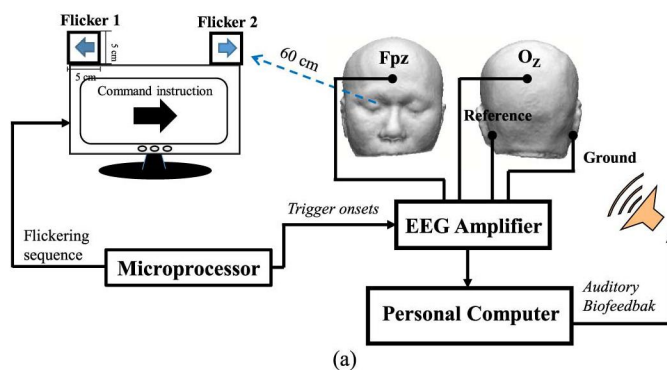 Flicker 1
Flicker 2
5 cm
5 cm
60 cm
Fpz
Oz
Command instruction
Reference
Ground
Trigger onsets
EEG Amplifier
Flickering
sequence
Microprocessor
Auditory
Biofeedbak
Personal Computer
(a)